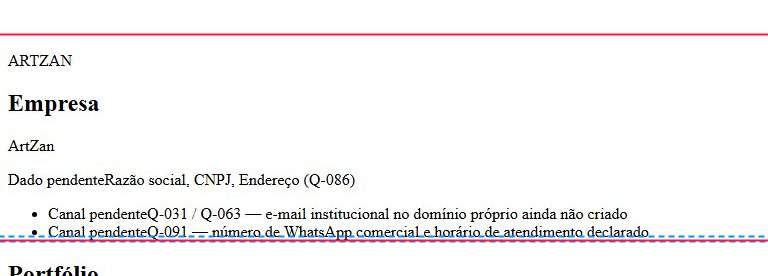 ARTZAN
Empresa
ArtZan
Dado pendenteRazão social, CNPJ, Endereço (Q-086)
• Canal pendenteQ-031 / Q-063 — e-mail institucional no domínio próprio ainda não criado
• Canal pendenteQ-091 — número de WhatsApp comercial e horário de atendimento declarado
Portfólio